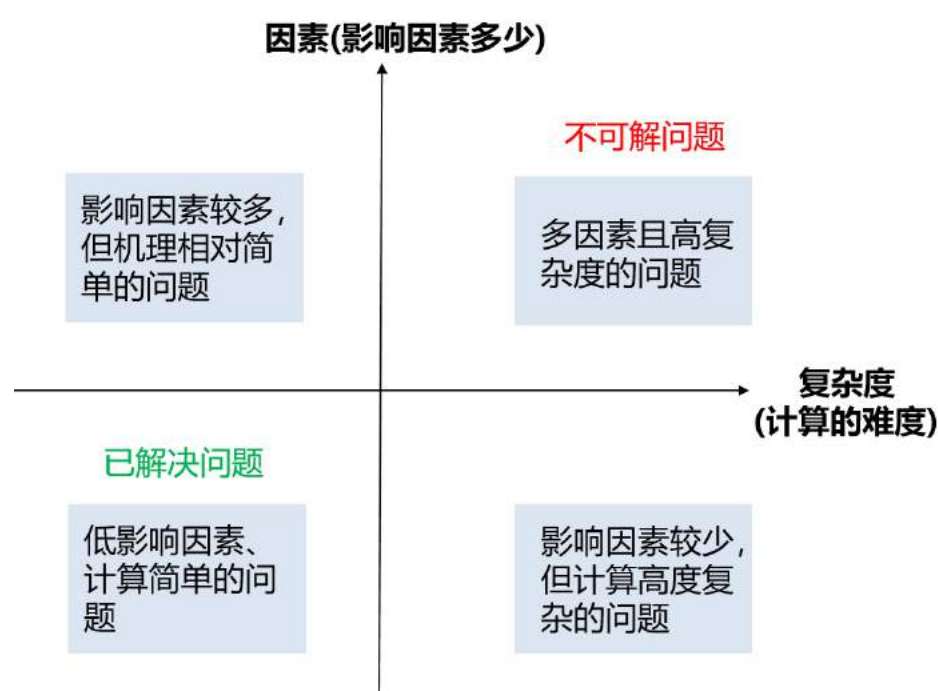 因素(影响因素多少)
不可解问题
影响因素较多，
但机理相对简
单的问题
多因素且高复
杂度的问题
复杂度
(计算的难度)
已解决问题
低影响因素、
计算简单的问
题
影响因素较少，
但计算高度复
杂的问题